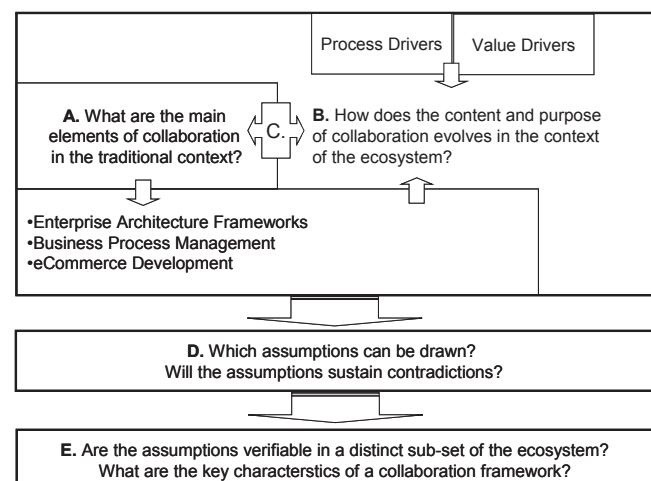 Process Drivers
Value Drivers
A. What are the main
elements of collaboration
in the traditional context?
C.
B. How does the content and purpose
of collaboration evolves in the context
of the ecosystem?
•Enterprise Architecture Frameworks
•Business Process Management
•eCommerce Development
D. Which assumptions can be drawn?
Will the assumptions sustain contradictions?
E. Are the assumptions verifiable in a distinct sub-set of the ecosystem?
What are the key characterstics of a collaboration framework?